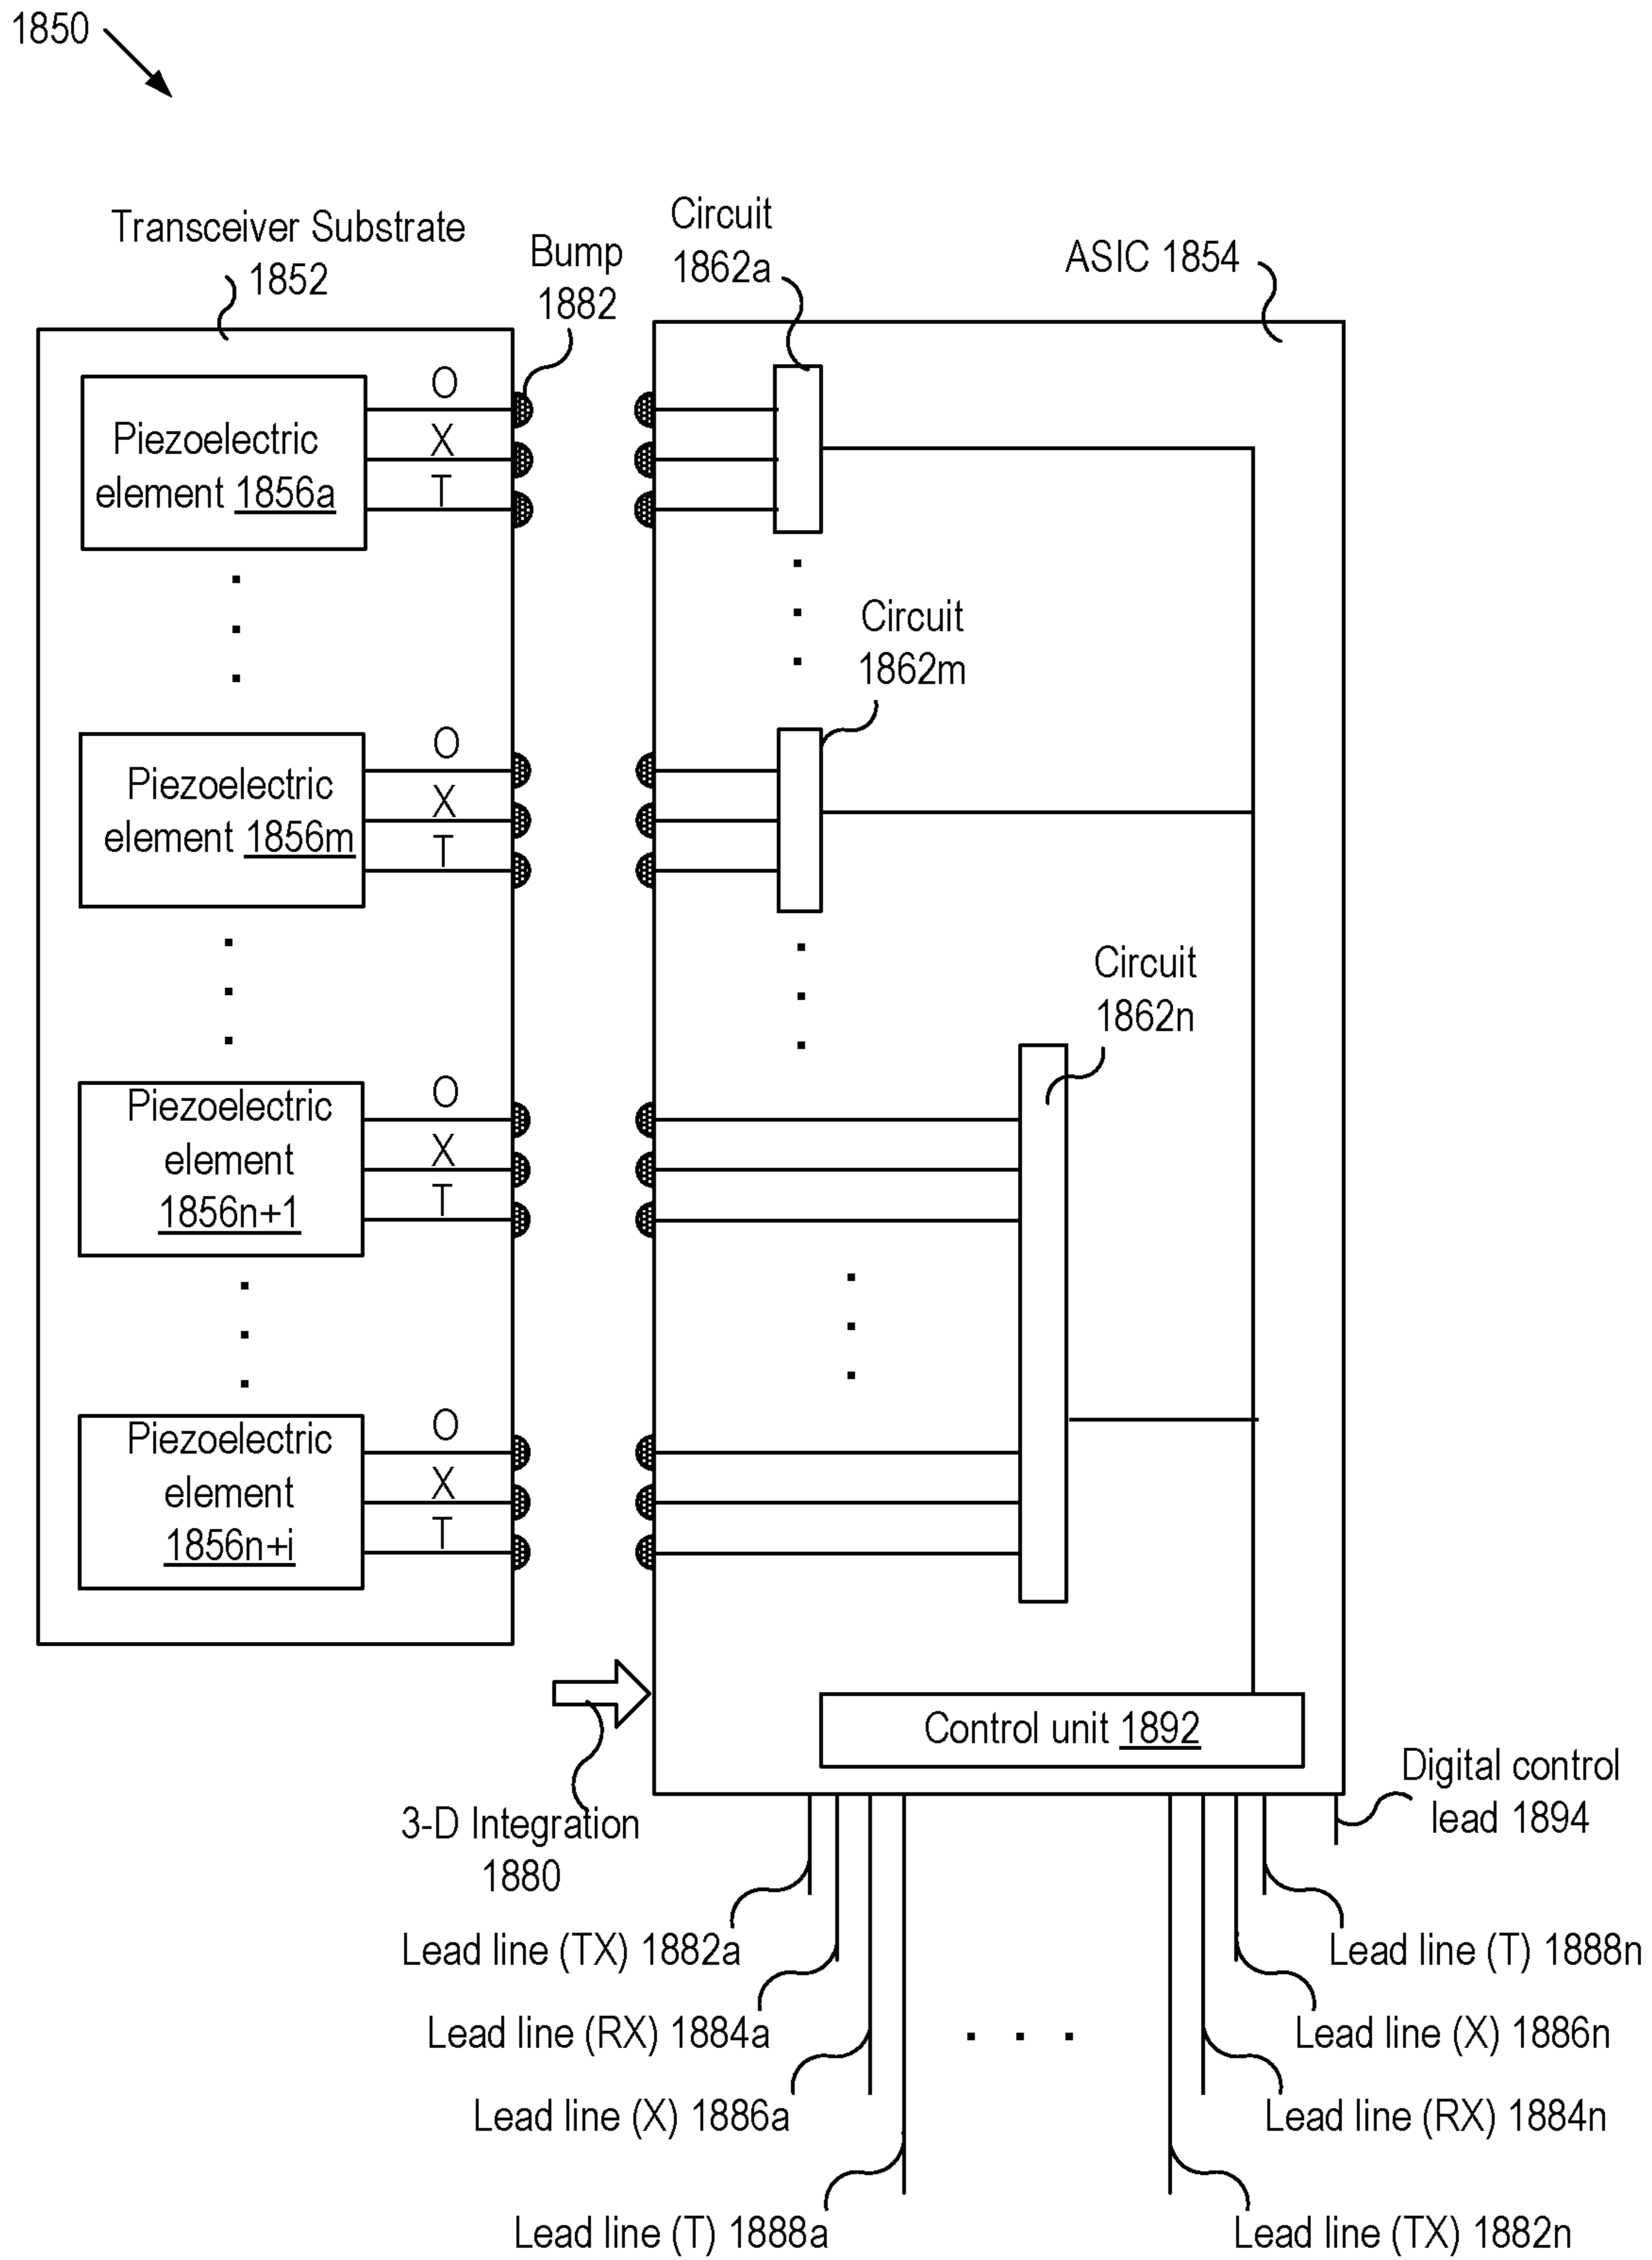 1850
Transceiver Substrate
1852
Bump
1882
Circuit
1862a
ASIC 1854
Piezoelectric
element 1856a
O
X
T
Circuit
1862m
Piezoelectric
element 1856m
O
X
T
Circuit
1862n
Piezoelectric
element
1856n+1
O
X
T
Piezoelectric
element
1856n+i
O
X
T
Control unit 1892
3-D Integration
1880
Digital control
lead 1894
Lead line (TX) 1882a
Lead line (T) 1888n
Lead line (RX) 1884a
Lead line (X) 1886n
Lead line (X) 1886a
Lead line (RX) 1884n
Lead line (T) 1888a
Lead line (TX) 1882n